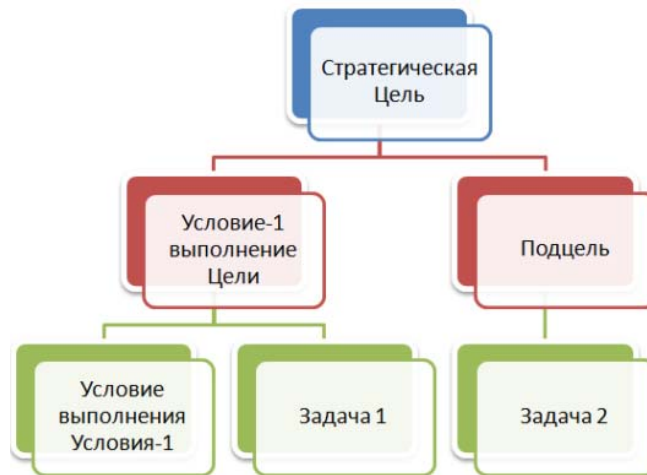 Стратегическая
Цель
Условие-1
выполнение
Цели
Подцель
Условие
выполнения
Условия-1
Задача 1
Задача 2